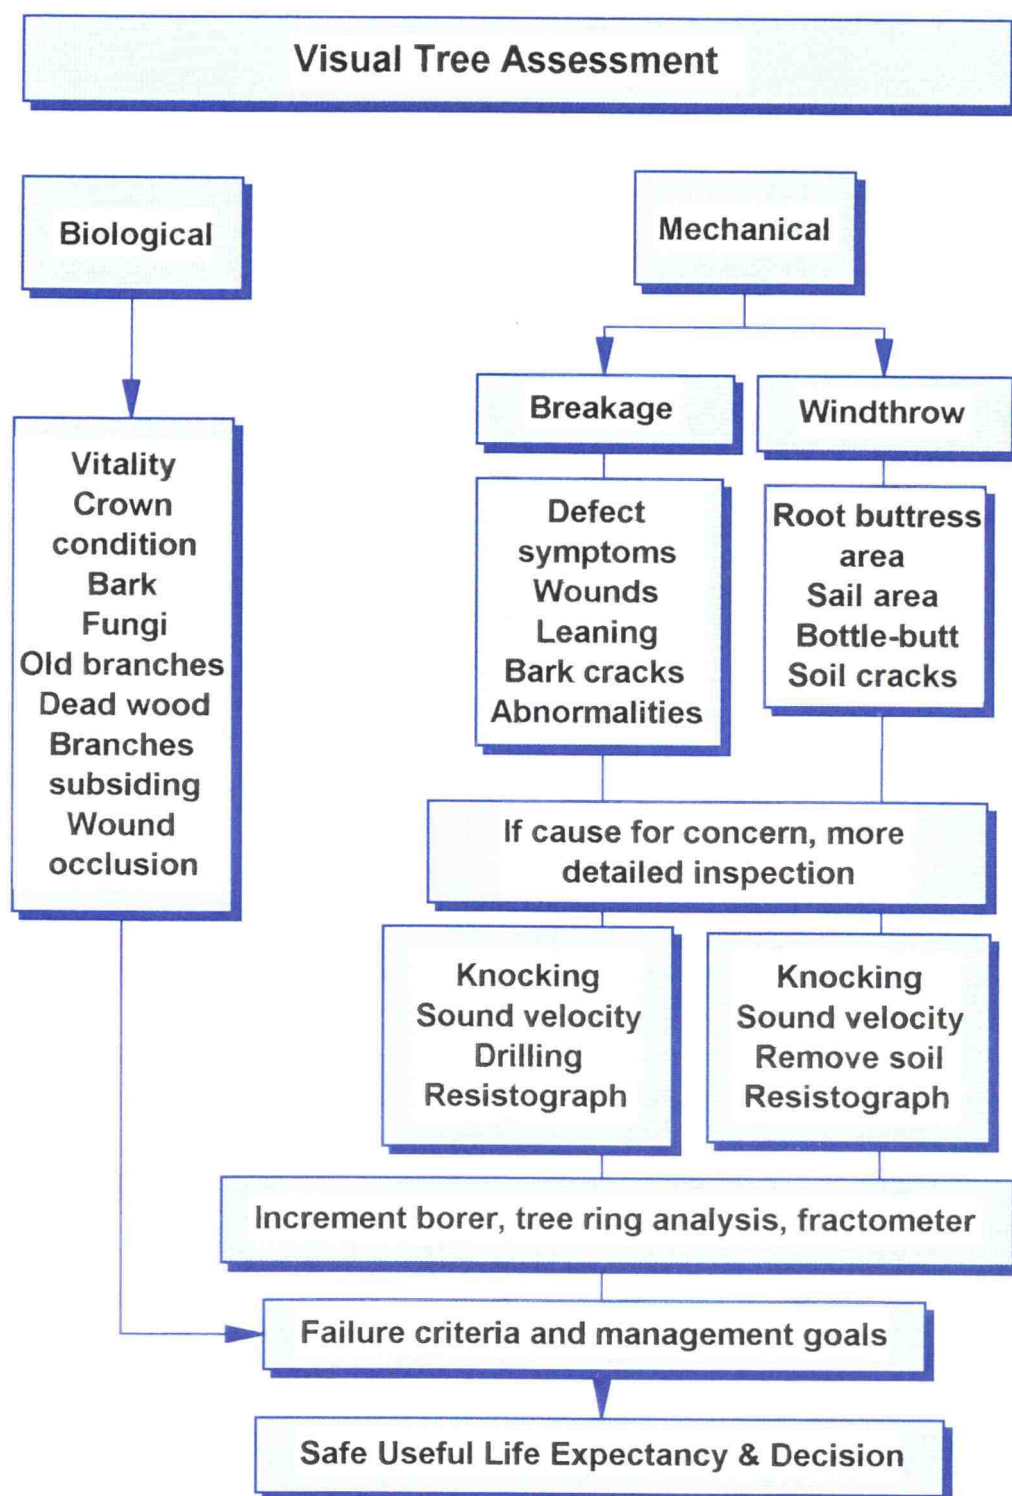 Visual Tree Assessment
Biological
Mechanical
Breakage
Windthrow
Vitality
Crown
condition
Bark
Fungi
Old branches
Dead wood
Branches
subsiding
Wound
occlusion
Defect
symptoms
Wounds
Leaning
Bark cracks
Abnormalities
Root buttress
area
Sail area
Bottle-butt
Soil cracks
If cause for concern, more
detailed inspection
Knocking
Sound velocity
Drilling
Resistograph
Knocking
Sound velocity
Remove soil
Resistograph
Increment borer, tree ring analysis, fractometer
Failure criteria and management goals
Safe Useful Life Expectancy & Decision